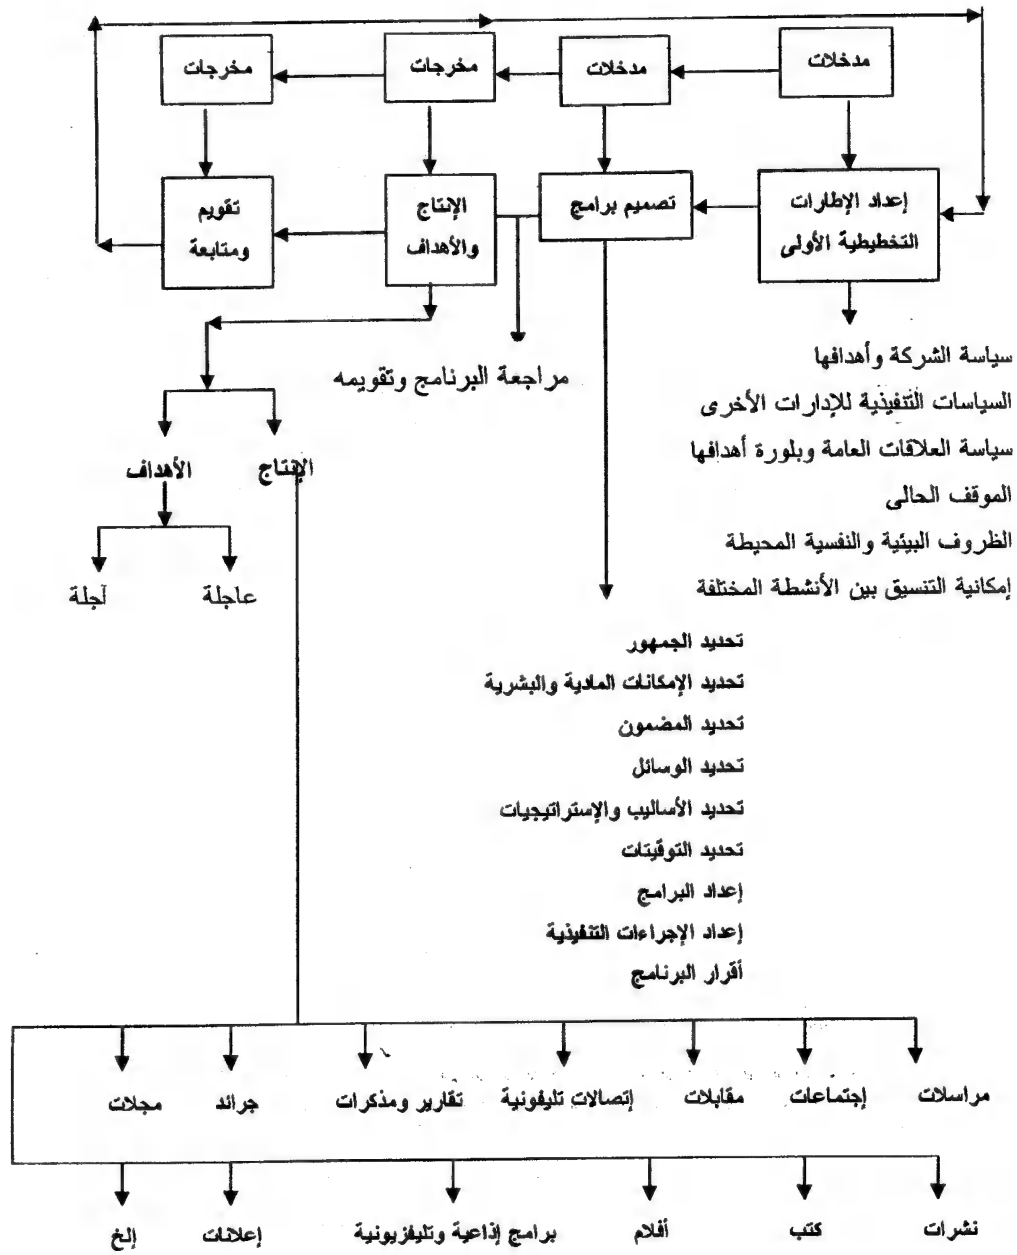 مدخلات
مدخلات
مخرجات
مخرجات
إعداد الإطارات
التخطيطية الأولى
تصميم برامج
الإنتاج
والأهداف
تقويم
ومتابعة
سياسة الشركة وأهدافها
السياسات التنفيذية للإدارات الأخرى
سياسة العلاقات العامة وبلورة أهدافها
الموقف الحالى
الظروف البيئية والنفسية المحيطة
إمكانية التنسيق بين الأنشطة المختلفة
مراجعة البرنامج وتقويمه
الإنتاج
الأهداف
عاجلة
آجلة
تحديد الجمهور
تحديد الإمكانات المادية والبشرية
تحديد المضمون
تحديد الوسائل
تحديد الأساليب والإستراتيجيات
تحديد التوقيتات
إعداد البرامج
إعداد الإجراءات التنفيذية
أقرار البرنامج
مراسلات
إجتماعات
مقابلات
إتصالات تليفونية
تقارير ومذكرات
جرائد
مجلات
نشرات
كتب
أفلام
برامج إذاعية وتليفزيونية
إعلانات
إلخ